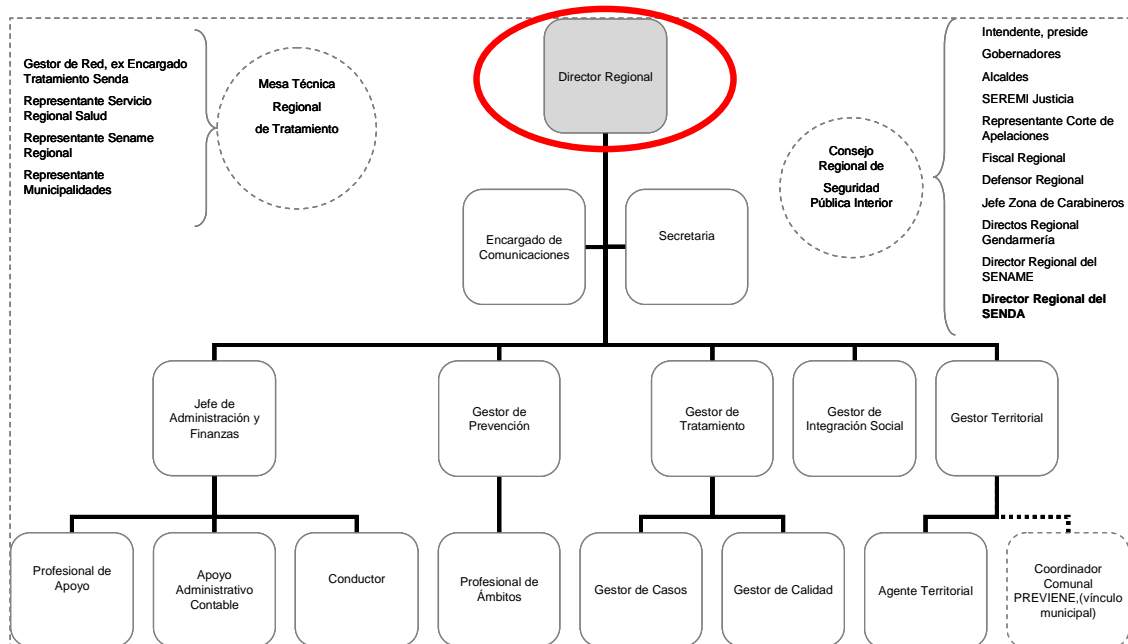 Director Regional
Gestor de Red, ex Encargado
Tratamiento Senda
Representante Servicio
Regional Salud
Representante Sename
Regional
Representante
Municipalidades
Mesa Técnica
Regional
de Tratamiento
Consejo
Regional de
Seguridad
Pública Interior
Intendente, preside
Gobernadores
Alcaldes
SEREMI Justicia
Representante Corte de
Apelaciones
Fiscal Regional
Defensor Regional
Jefe Zona de Carabineros
Directos Regional
Gendarmería
Director Regional del
SENAME
Director Regional del
SENDA
Encargado de
Comunicaciones
Secretaria
Jefe de
Administración y
Finanzas
Gestor de
Prevención
Gestor de
Tratamiento
Gestor de
Integración Social
Gestor Territorial
Profesional de
Apoyo
Apoyo
Administrativo
Contable
Conductor
Profesional de
Ámbitos
Gestor de Casos
Gestor de Calidad
Agente Territorial
Coordinador
Comunal
PREVIENE,(vínculo
municipal)